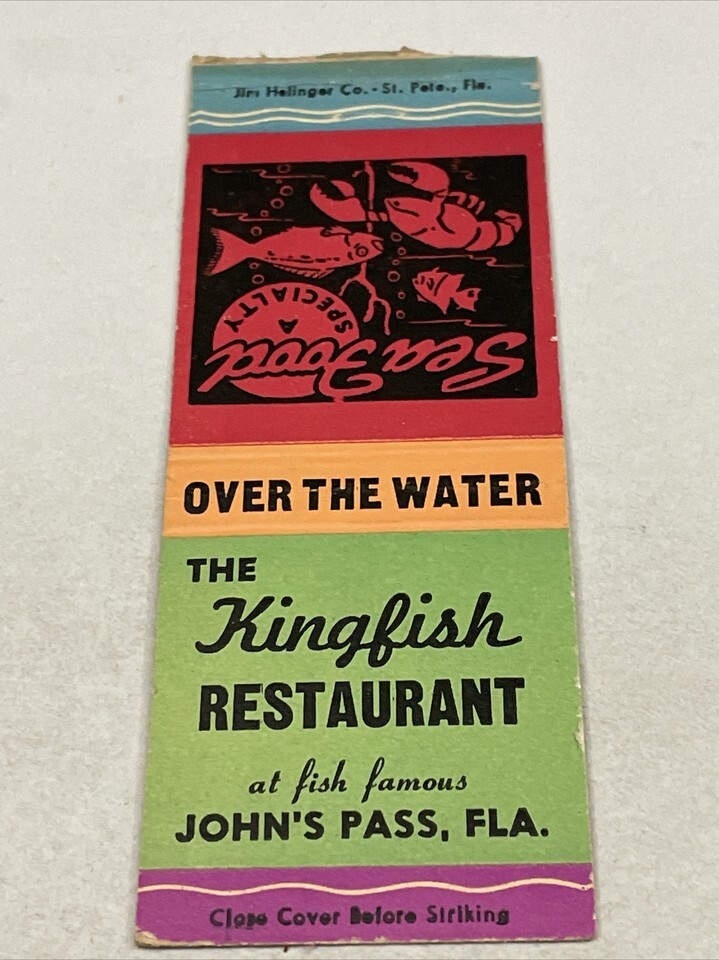 Jim Helinger Co. - St. Pete., Fla.
Sea Food
A
SPECIALTY
OVER THE WATER
THE
Kingfish
RESTAURANT
at fish famous
JOHN'S PASS, FLA.
Close Cover Before Striking